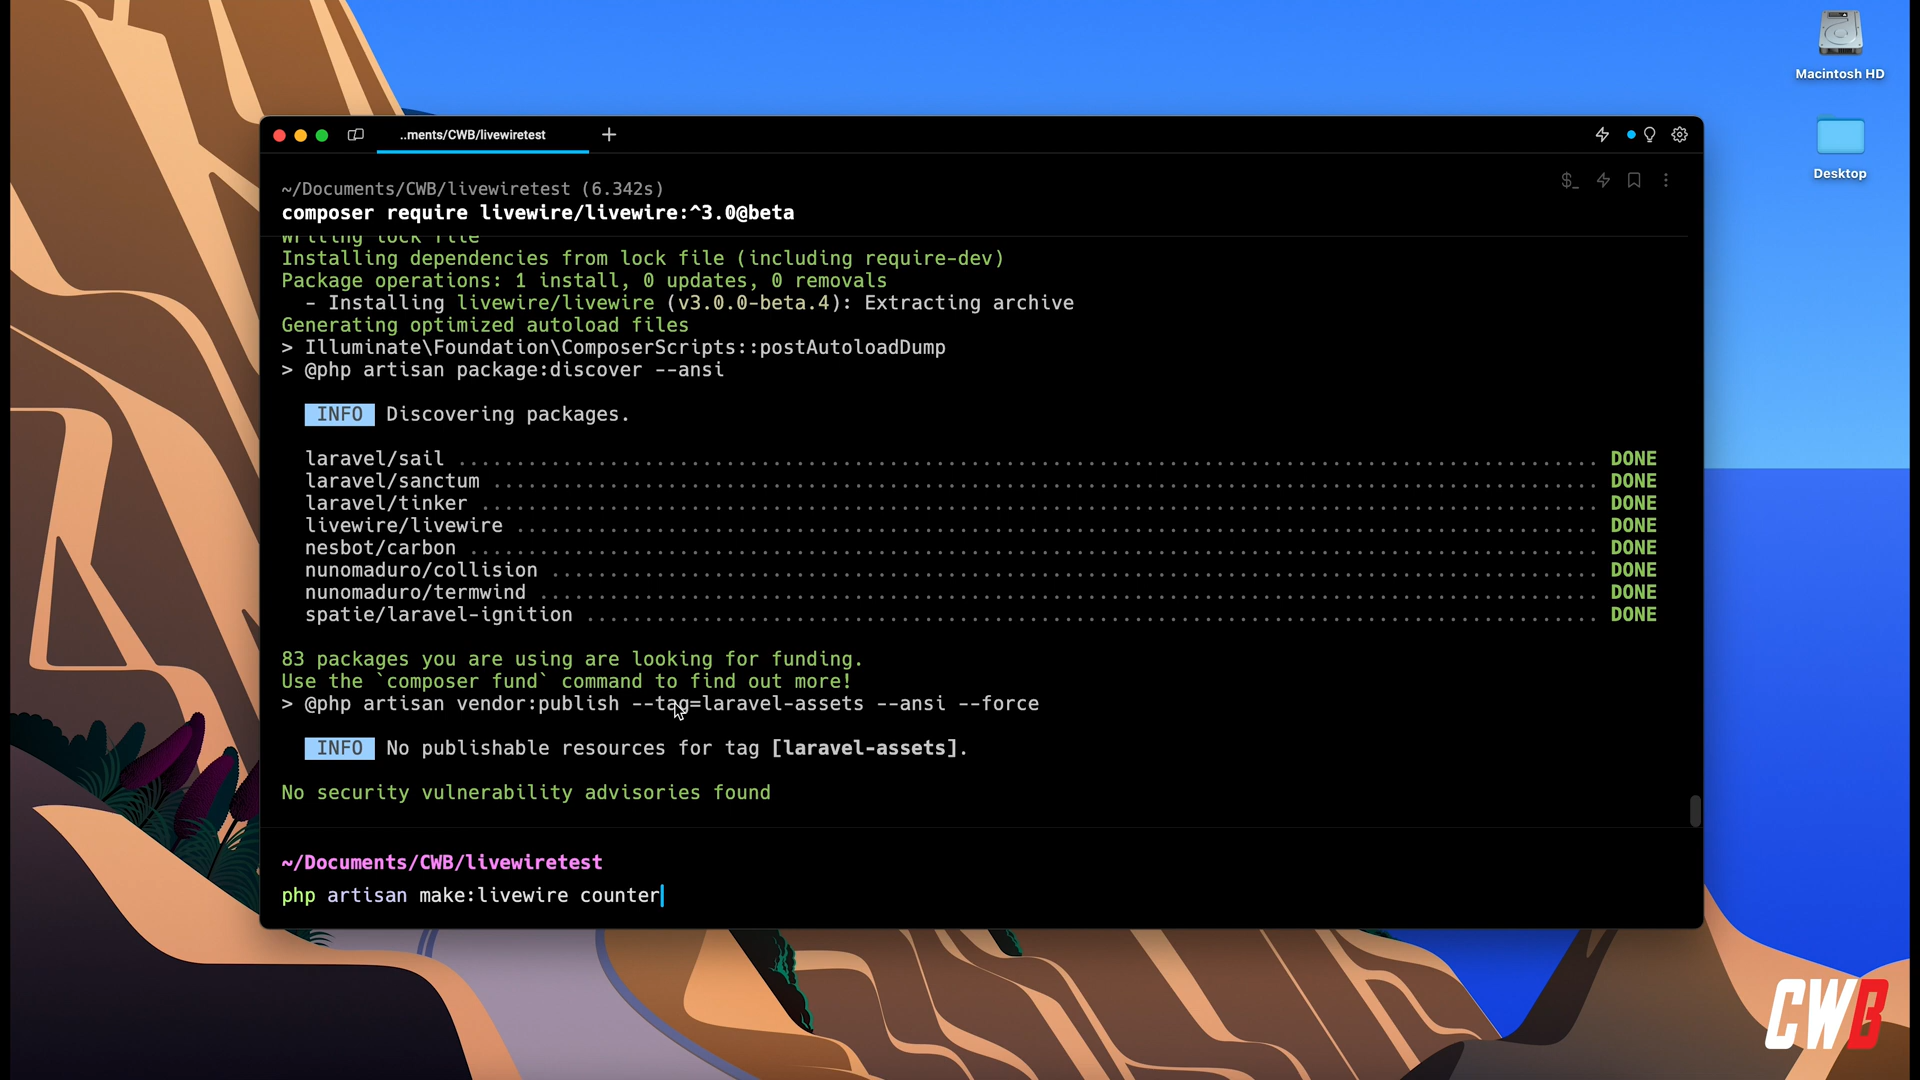 Macintosh HD
Desktop
..ments/CWB/livewiretest
~/Documents/CWB/livewiretest (6.342s)
composer require livewire/livewire:^3.0@beta
Writing lock file
Installing dependencies from lock file (including require-dev)
Package operations: 1 install, 0 updates, 0 removals
- Installing livewire/livewire (v3.0.0-beta.4): Extracting archive
Generating optimized autoload files
> Illuminate\Foundation\ComposerScripts::postAutoloadDump
> @php artisan package:discover --ansi
INFO Discovering packages.
laravel/sail ........ DONE
laravel/sanctum ........ DONE
laravel/tinker ........ DONE
livewire/livewire ........ DONE
nesbot/carbon ........ DONE
nunomaduro/collision ........ DONE
nunomaduro/termwind ........ DONE
spatie/laravel-ignition ........ DONE
83 packages you are using are looking for funding.
Use the `composer fund` command to find out more!
> @php artisan vendor:publish --tag=laravel-assets --ansi --force
INFO No publishable resources for tag [laravel-assets].
No security vulnerability advisories found
~/Documents/CWB/livewiretest
php artisan make:livewire counter
CWB